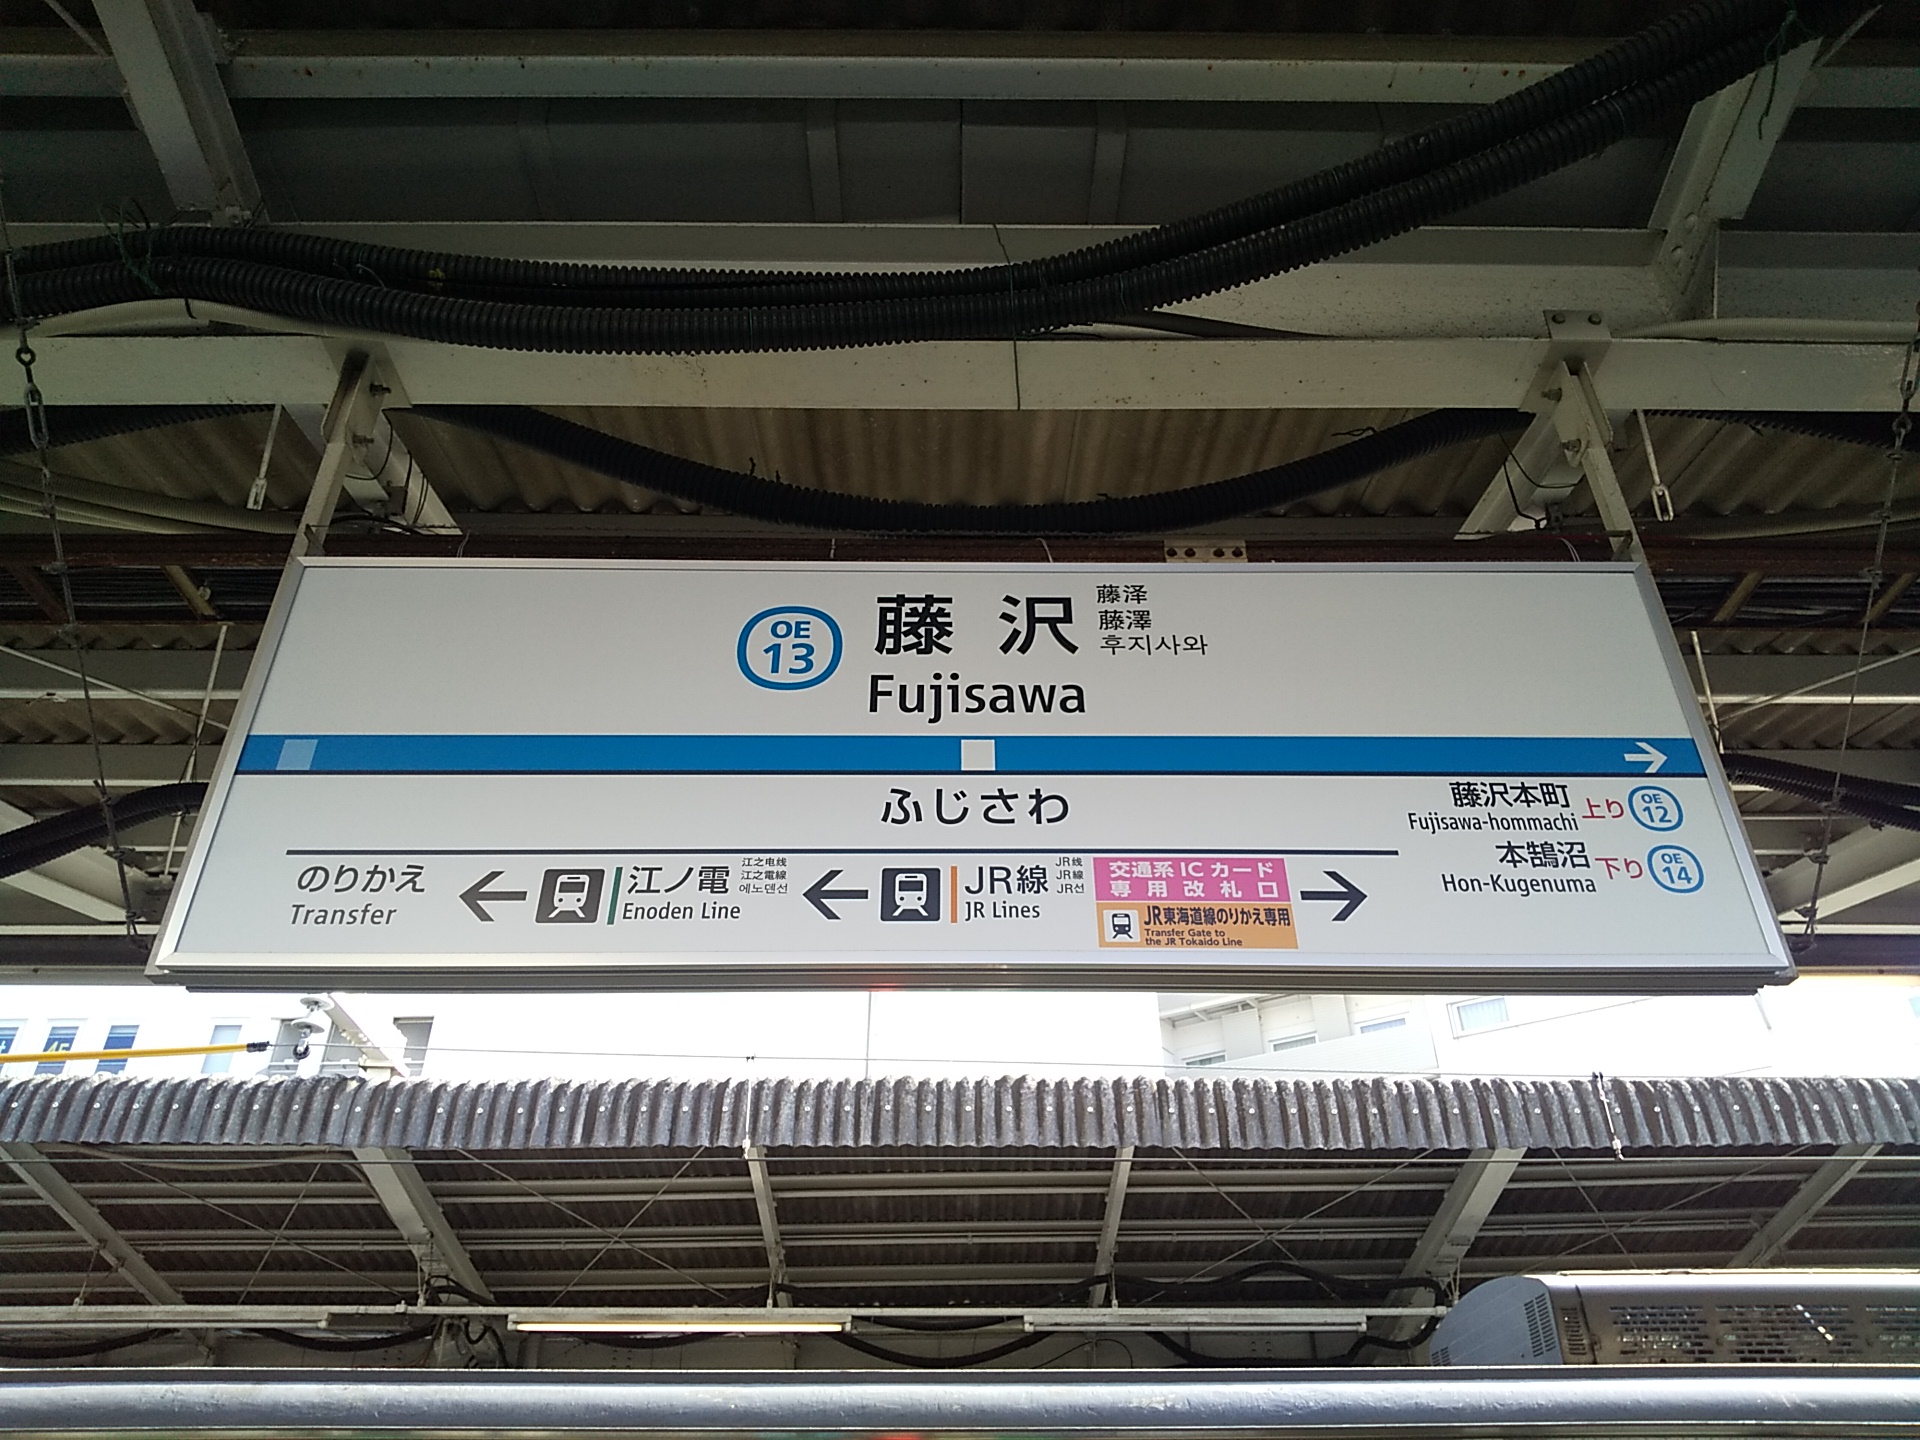 OE
13
藤沢
藤泽
藤澤
후지사와
Fujisawa
ふじさわ
藤沢本町 上り OE 12
Fujisawa-hommachi
本鵠沼 下り OE 14
Hon-Kugenuma
のりかえ
Transfer
江ノ電
Enoden Line
江之电线
江之電線
에노덴선
JR線
JR Lines
JR线
JR線
JR선
交通系ICカード
専用改札口
JR東海道線のりかえ専用
Transfer Gate to
the JR Tokaido Line